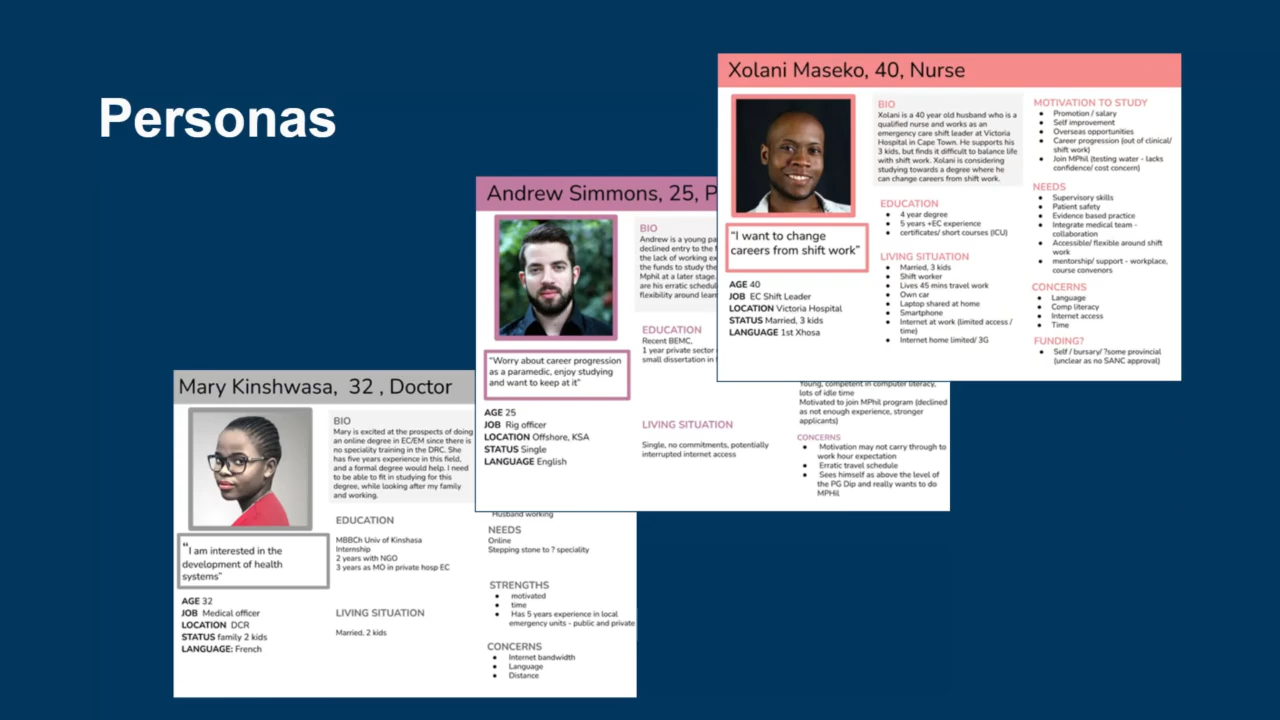 Personas
Xolani Maseko, 40, Nurse
"I want to change
careers from shift work"
AGE 40
JOB EC Shift Leader
LOCATION Victoria Hospital
STATUS Married, 3 kids
LANGUAGE 1st Xhosa
BIO
Xolani is a 40 year old husband who is a
qualified nurse and works as an
emergency care shift leader at Victoria
Hospital in Cape Town. He supports his
3 kids, but finds it difficult to balance life
with shift work. Xolani is considering
studying towards a degree where he
can change careers from shift work.
EDUCATION
● 4 year degree
● 5 years +EC experience
● certificates/ short courses (ICU)
LIVING SITUATION
● Married, 3 kids
● Shift worker
● Lives 45 mins travel work
● Own car
● Laptop shared at home
● Smartphone
● Internet at work (limited access /
time)
● Internet home limited/ 3G
MOTIVATION TO STUDY
● Promotion / salary
● Self improvement
● Overseas opportunities
● Career progression (out of clinical/
shift work)
● Join MPhil (testing water - lacks
confidence/ cost concern)
NEEDS
● Supervisory skills
● Patient safety
● Evidence based practice
● Integrate medical team -
collaboration
● Accessible/ flexible around shift
work
● mentorship/ support - workplace,
course convenors
CONCERNS
● Language
● Comp literacy
● Internet access
● Time
FUNDING?
● Self / bursary/ ?some provincial
(unclear as no SANC approval)
Andrew Simmons, 25, P
"Worry about career progression
as a paramedic, enjoy studying
and want to keep at it"
AGE 25
JOB Rig officer
LOCATION Offshore, KSA
STATUS Single
LANGUAGE English
BIO
Andrew is a young pa
declined entry to the
the lack of working ex
the funds to study the
Mphil at a later stage.
are his erratic schedul
flexibility around learn
EDUCATION
Recent BEMC,
1 year private sector
small dissertation in
LIVING SITUATION
Single, no commitments, potentially
interrupted internet access
Young, competent in computer literacy,
lots of idle time
Motivated to join MPhil program (declined
as not enough experience, stronger
applicants)
CONCERNS
● Motivation may not carry through to
work hour expectation
● Erratic travel schedule
● Sees himself as above the level of
the PG Dip and really wants to do
MPHil
Mary Kinshwasa, 32 , Doctor
"I am interested in the
development of health
systems"
AGE 32
JOB Medical officer
LOCATION DCR
STATUS family 2 kids
LANGUAGE: French
BIO
Mary is excited at the prospects of doing
an online degree in EC/EM since there is
no speciality training in the DRC. She
has five years experience in this field,
and a formal degree would help. I need
to be able to fit in studying for this
degree, while looking after my family
and working.
EDUCATION
MBBCh Univ of Kinshasa
Internship
2 years with NGO
3 years as MO in private hosp EC
LIVING SITUATION
Married, 2 kids
Husband working
NEEDS
Online
Stepping stone to ? speciality
STRENGTHS
● motivated
● time
● Has 5 years experience in local
emergency units - public and private
CONCERNS
● Internet bandwidth
● Language
● Distance